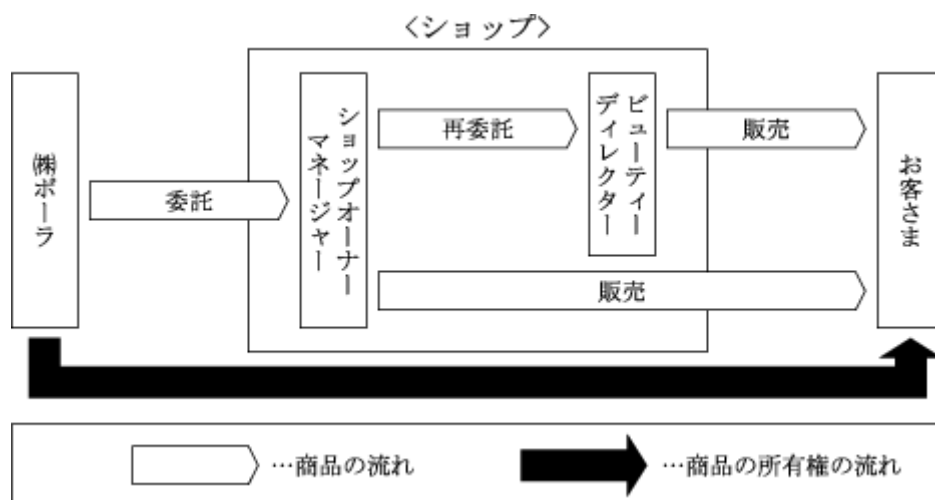 〈ショップ〉
㈱ポーラ
委託
ショップオーナー
マネージャー
再委託
ビューティー
ディレクター
販売
販売
お客さま
…商品の流れ
…商品の所有権の流れ